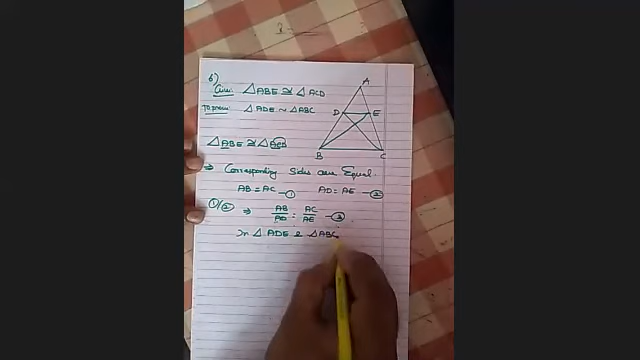 6)
Given: △ABE ≅ △ACD
To prove: △ADE ~ △ABC
A
D E
B C
△ABE ≅ △ACD
⇒ Corresponding Sides are Equal.
AB = AC —① AD = AE —②
①/② ⇒ AB/AD = AC/AE —③
In △ ADE & △ABC